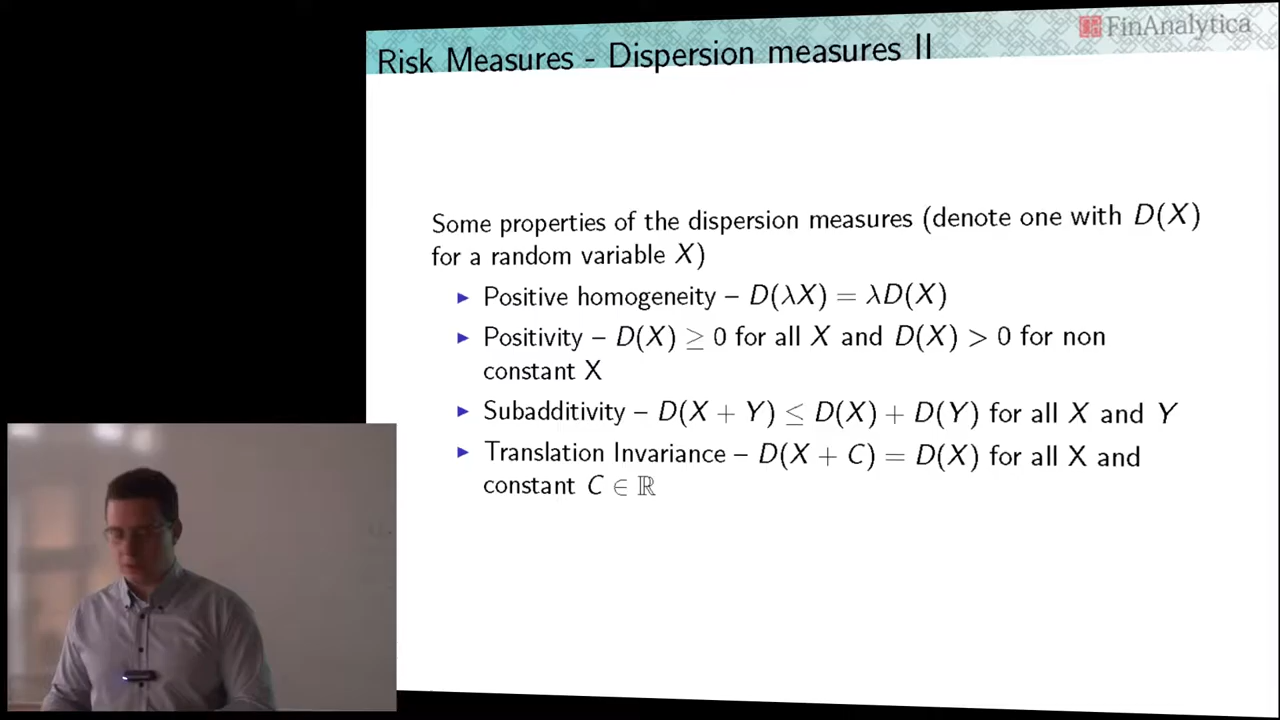 FinAnalytica
Risk Measures - Dispersion measures II
Some properties of the dispersion measures (denote one with D(X)
for a random variable X)
▶ Positive homogeneity – D(λX) = λD(X)
▶ Positivity – D(X) ≥ 0 for all X and D(X) > 0 for non
constant X
▶ Subadditivity – D(X + Y) ≤ D(X) + D(Y) for all X and Y
▶ Translation Invariance – D(X + C) = D(X) for all X and
constant C ∈ ℝ